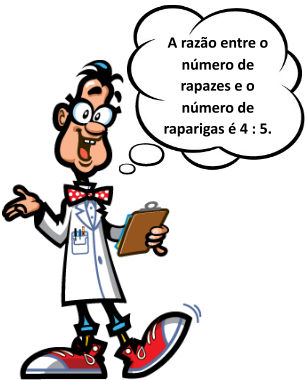 A razão entre o
número de
rapazes e o
número de
raparigas é 4 : 5.